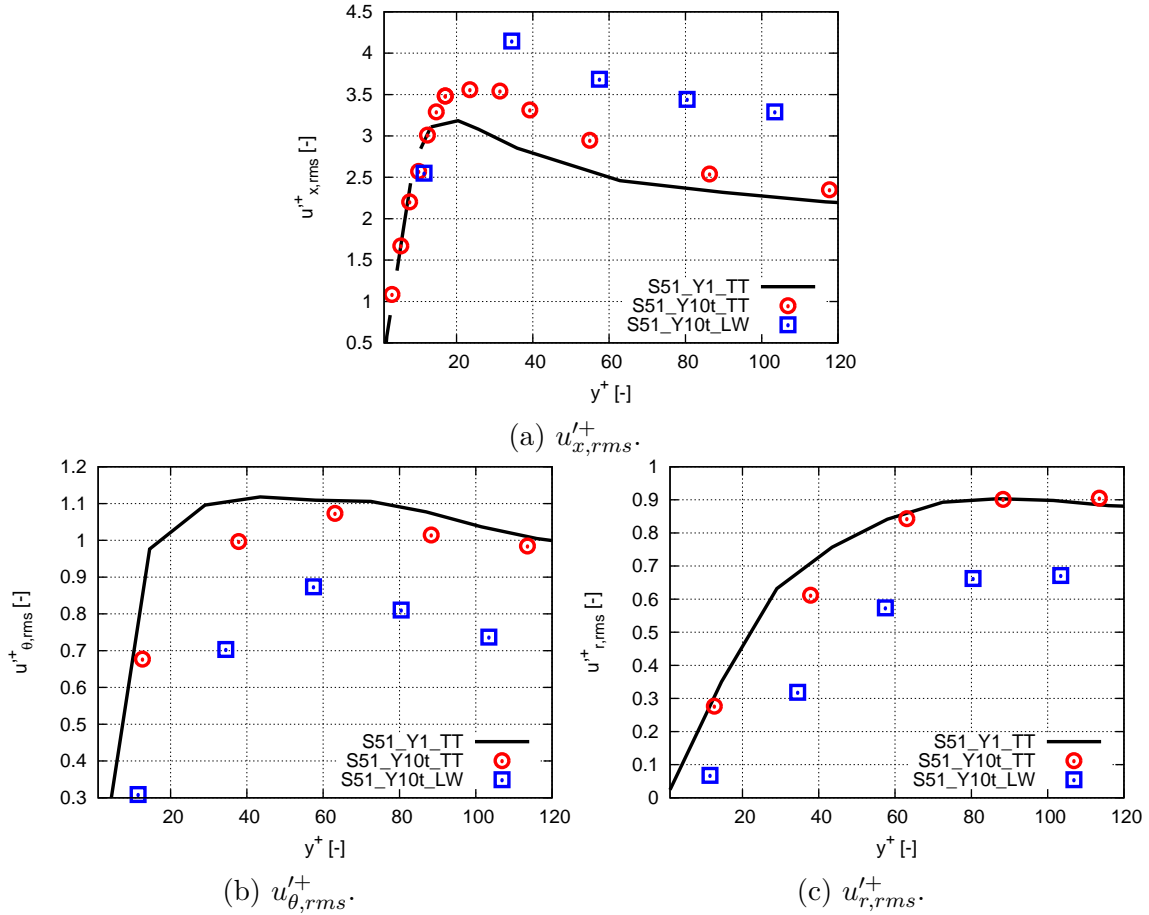 4.5
4
3.5
3
2.5
2
1.5
1
0.5
u'+x,rms [-]
20 40 60 80 100 120
y+ [-]
S51_Y1_TT
S51_Y10t_TT
S51_Y10t_LW
(a) u′+x,rms.
1.2
1.1
1
0.9
0.8
0.7
0.6
0.5
0.4
0.3
u'+θ,rms [-]
20 40 60 80 100 120
y+ [-]
S51_Y1_TT
S51_Y10t_TT
S51_Y10t_LW
(b) u′+θ,rms.
1
0.9
0.8
0.7
0.6
0.5
0.4
0.3
0.2
0.1
0
u'+r,rms [-]
20 40 60 80 100 120
y+ [-]
S51_Y1_TT
S51_Y10t_TT
S51_Y10t_LW
(c) u′+r,rms.